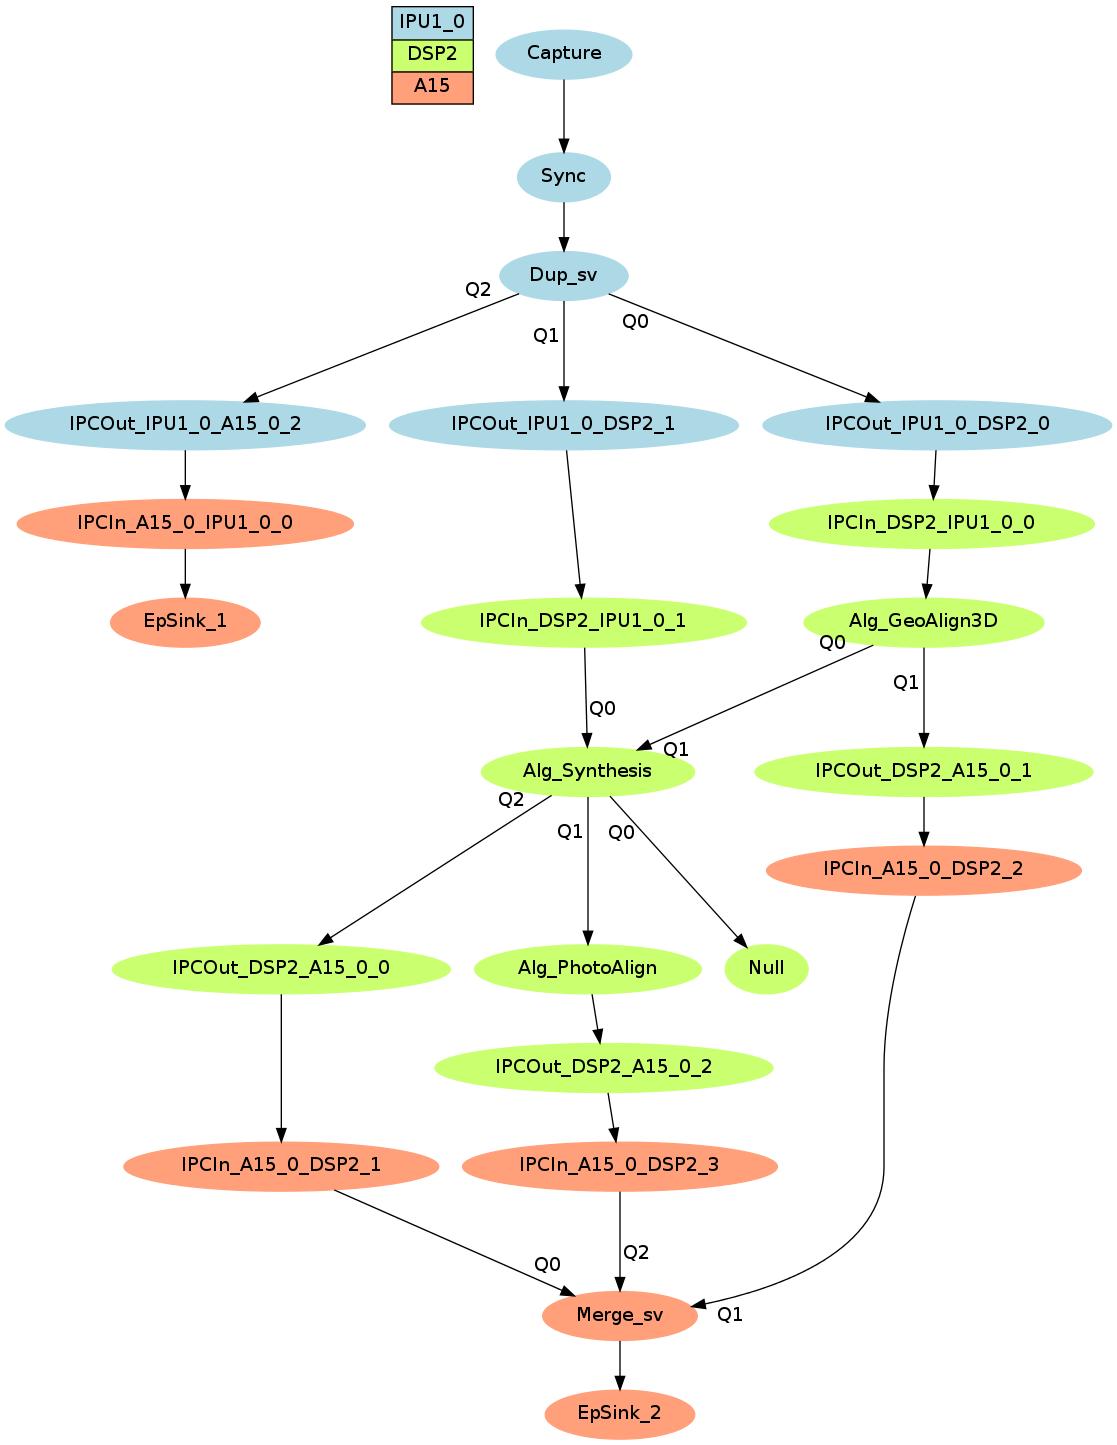 IPU1_0
DSP2
A15
Capture
Sync
Dup_sv
Q2
Q1
Q0
IPCOut_IPU1_0_A15_0_2
IPCOut_IPU1_0_DSP2_1
IPCOut_IPU1_0_DSP2_0
IPCIn_A15_0_IPU1_0_0
IPCIn_DSP2_IPU1_0_0
EpSink_1
IPCIn_DSP2_IPU1_0_1
Alg_GeoAlign3D
Q0
Q1
Q0
Q1
Alg_Synthesis
IPCOut_DSP2_A15_0_1
Q2
Q1
Q0
IPCIn_A15_0_DSP2_2
IPCOut_DSP2_A15_0_0
Alg_PhotoAlign
Null
IPCOut_DSP2_A15_0_2
IPCIn_A15_0_DSP2_1
IPCIn_A15_0_DSP2_3
Q0
Q2
Q1
Merge_sv
EpSink_2